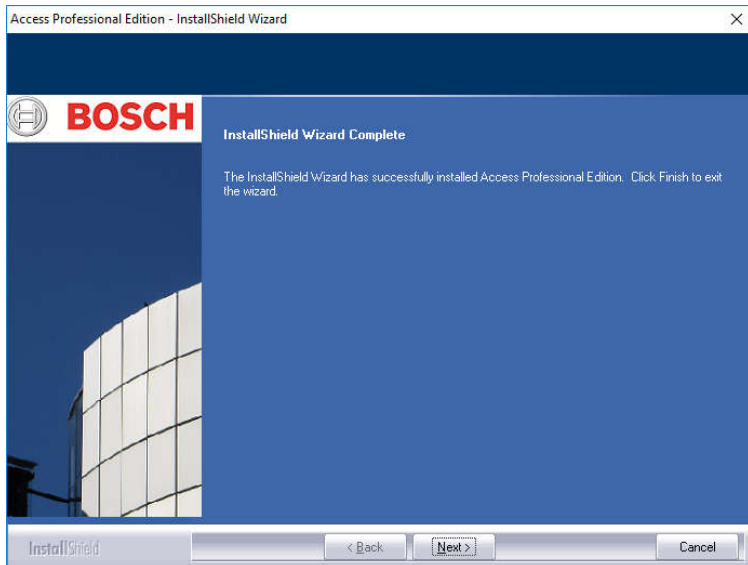 Access Professional Edition - InstallShield Wizard
BOSCH
InstallShield Wizard Complete
The InstallShield Wizard has successfully installed Access Professional Edition. Click Finish to exit
the wizard.
InstallShield
< Back
Next >
Cancel